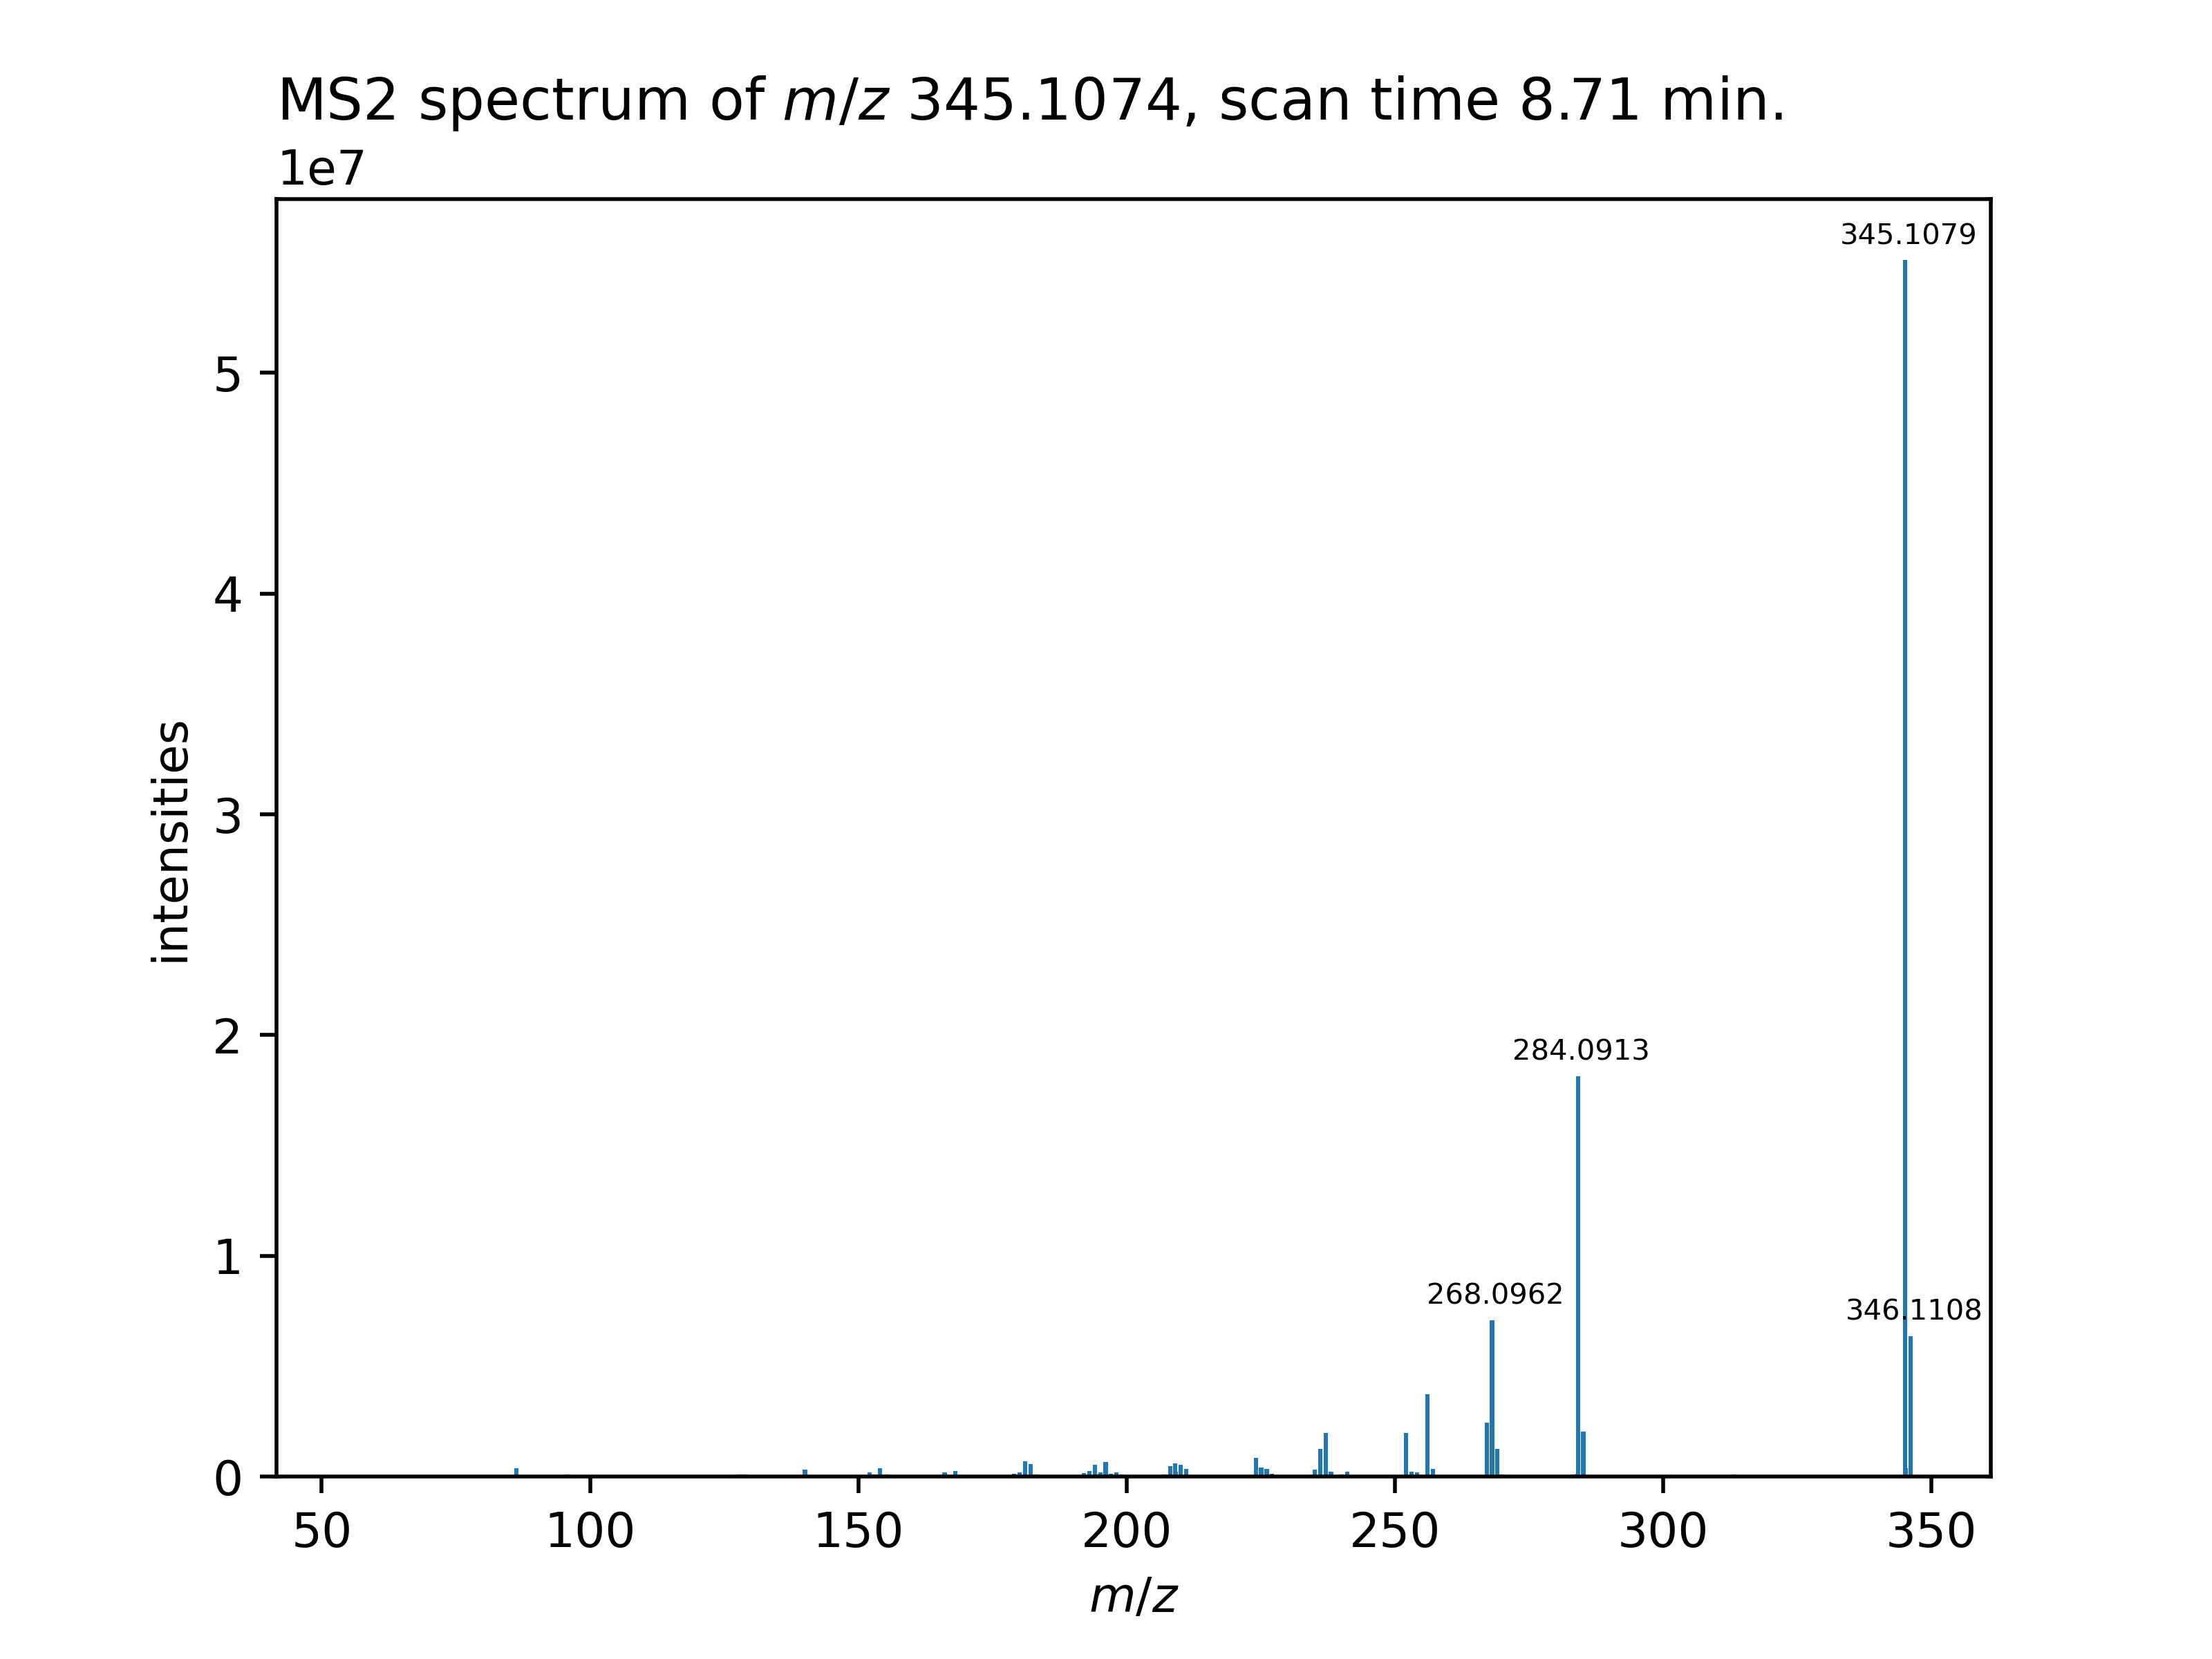 MS2 spectrum of m/z 345.1074, scan time 8.71 min.
1e7
345.1079
5
4
3
2
284.0913
1
268.0962
346.1108
0
50 100 150 200 250 300 350
m/z
intensities